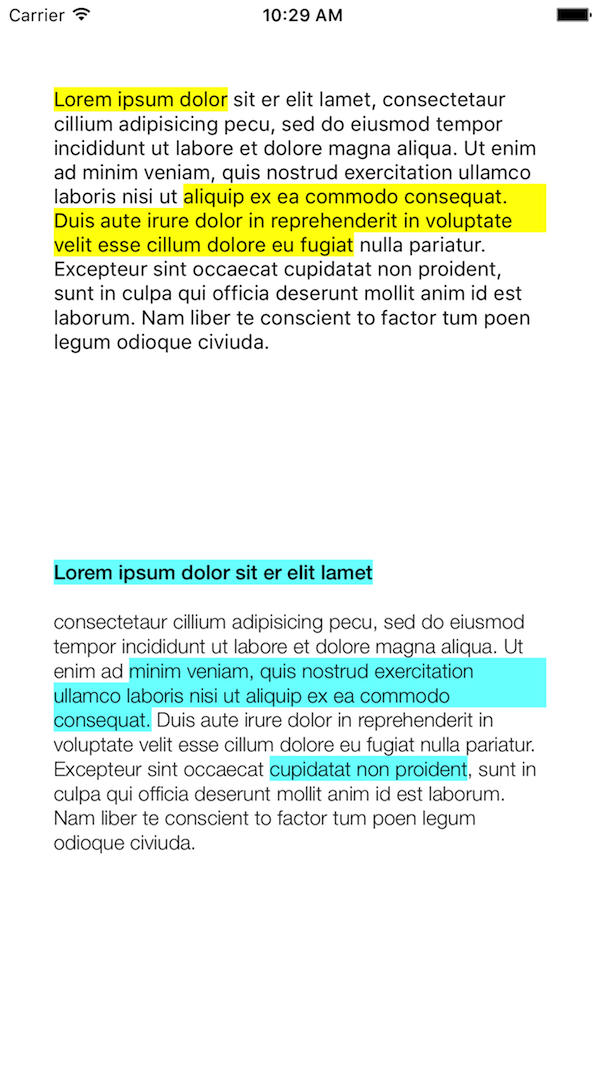 Carrier 10:29 AM
Lorem ipsum dolor sit er elit lamet, consectetaur
cillium adipisicing pecu, sed do eiusmod tempor
incididunt ut labore et dolore magna aliqua. Ut enim
ad minim veniam, quis nostrud exercitation ullamco
laboris nisi ut aliquip ex ea commodo consequat.
Duis aute irure dolor in reprehenderit in voluptate
velit esse cillum dolore eu fugiat nulla pariatur.
Excepteur sint occaecat cupidatat non proident,
sunt in culpa qui officia deserunt mollit anim id est
laborum. Nam liber te conscient to factor tum poen
legum odioque civiuda.
Lorem ipsum dolor sit er elit lamet
consectetaur cillium adipisicing pecu, sed do eiusmod
tempor incididunt ut labore et dolore magna aliqua. Ut
enim ad minim veniam, quis nostrud exercitation
ullamco laboris nisi ut aliquip ex ea commodo
consequat. Duis aute irure dolor in reprehenderit in
voluptate velit esse cillum dolore eu fugiat nulla pariatur.
Excepteur sint occaecat cupidatat non proident, sunt in
culpa qui officia deserunt mollit anim id est laborum.
Nam liber te conscient to factor tum poen legum
odioque civiuda.